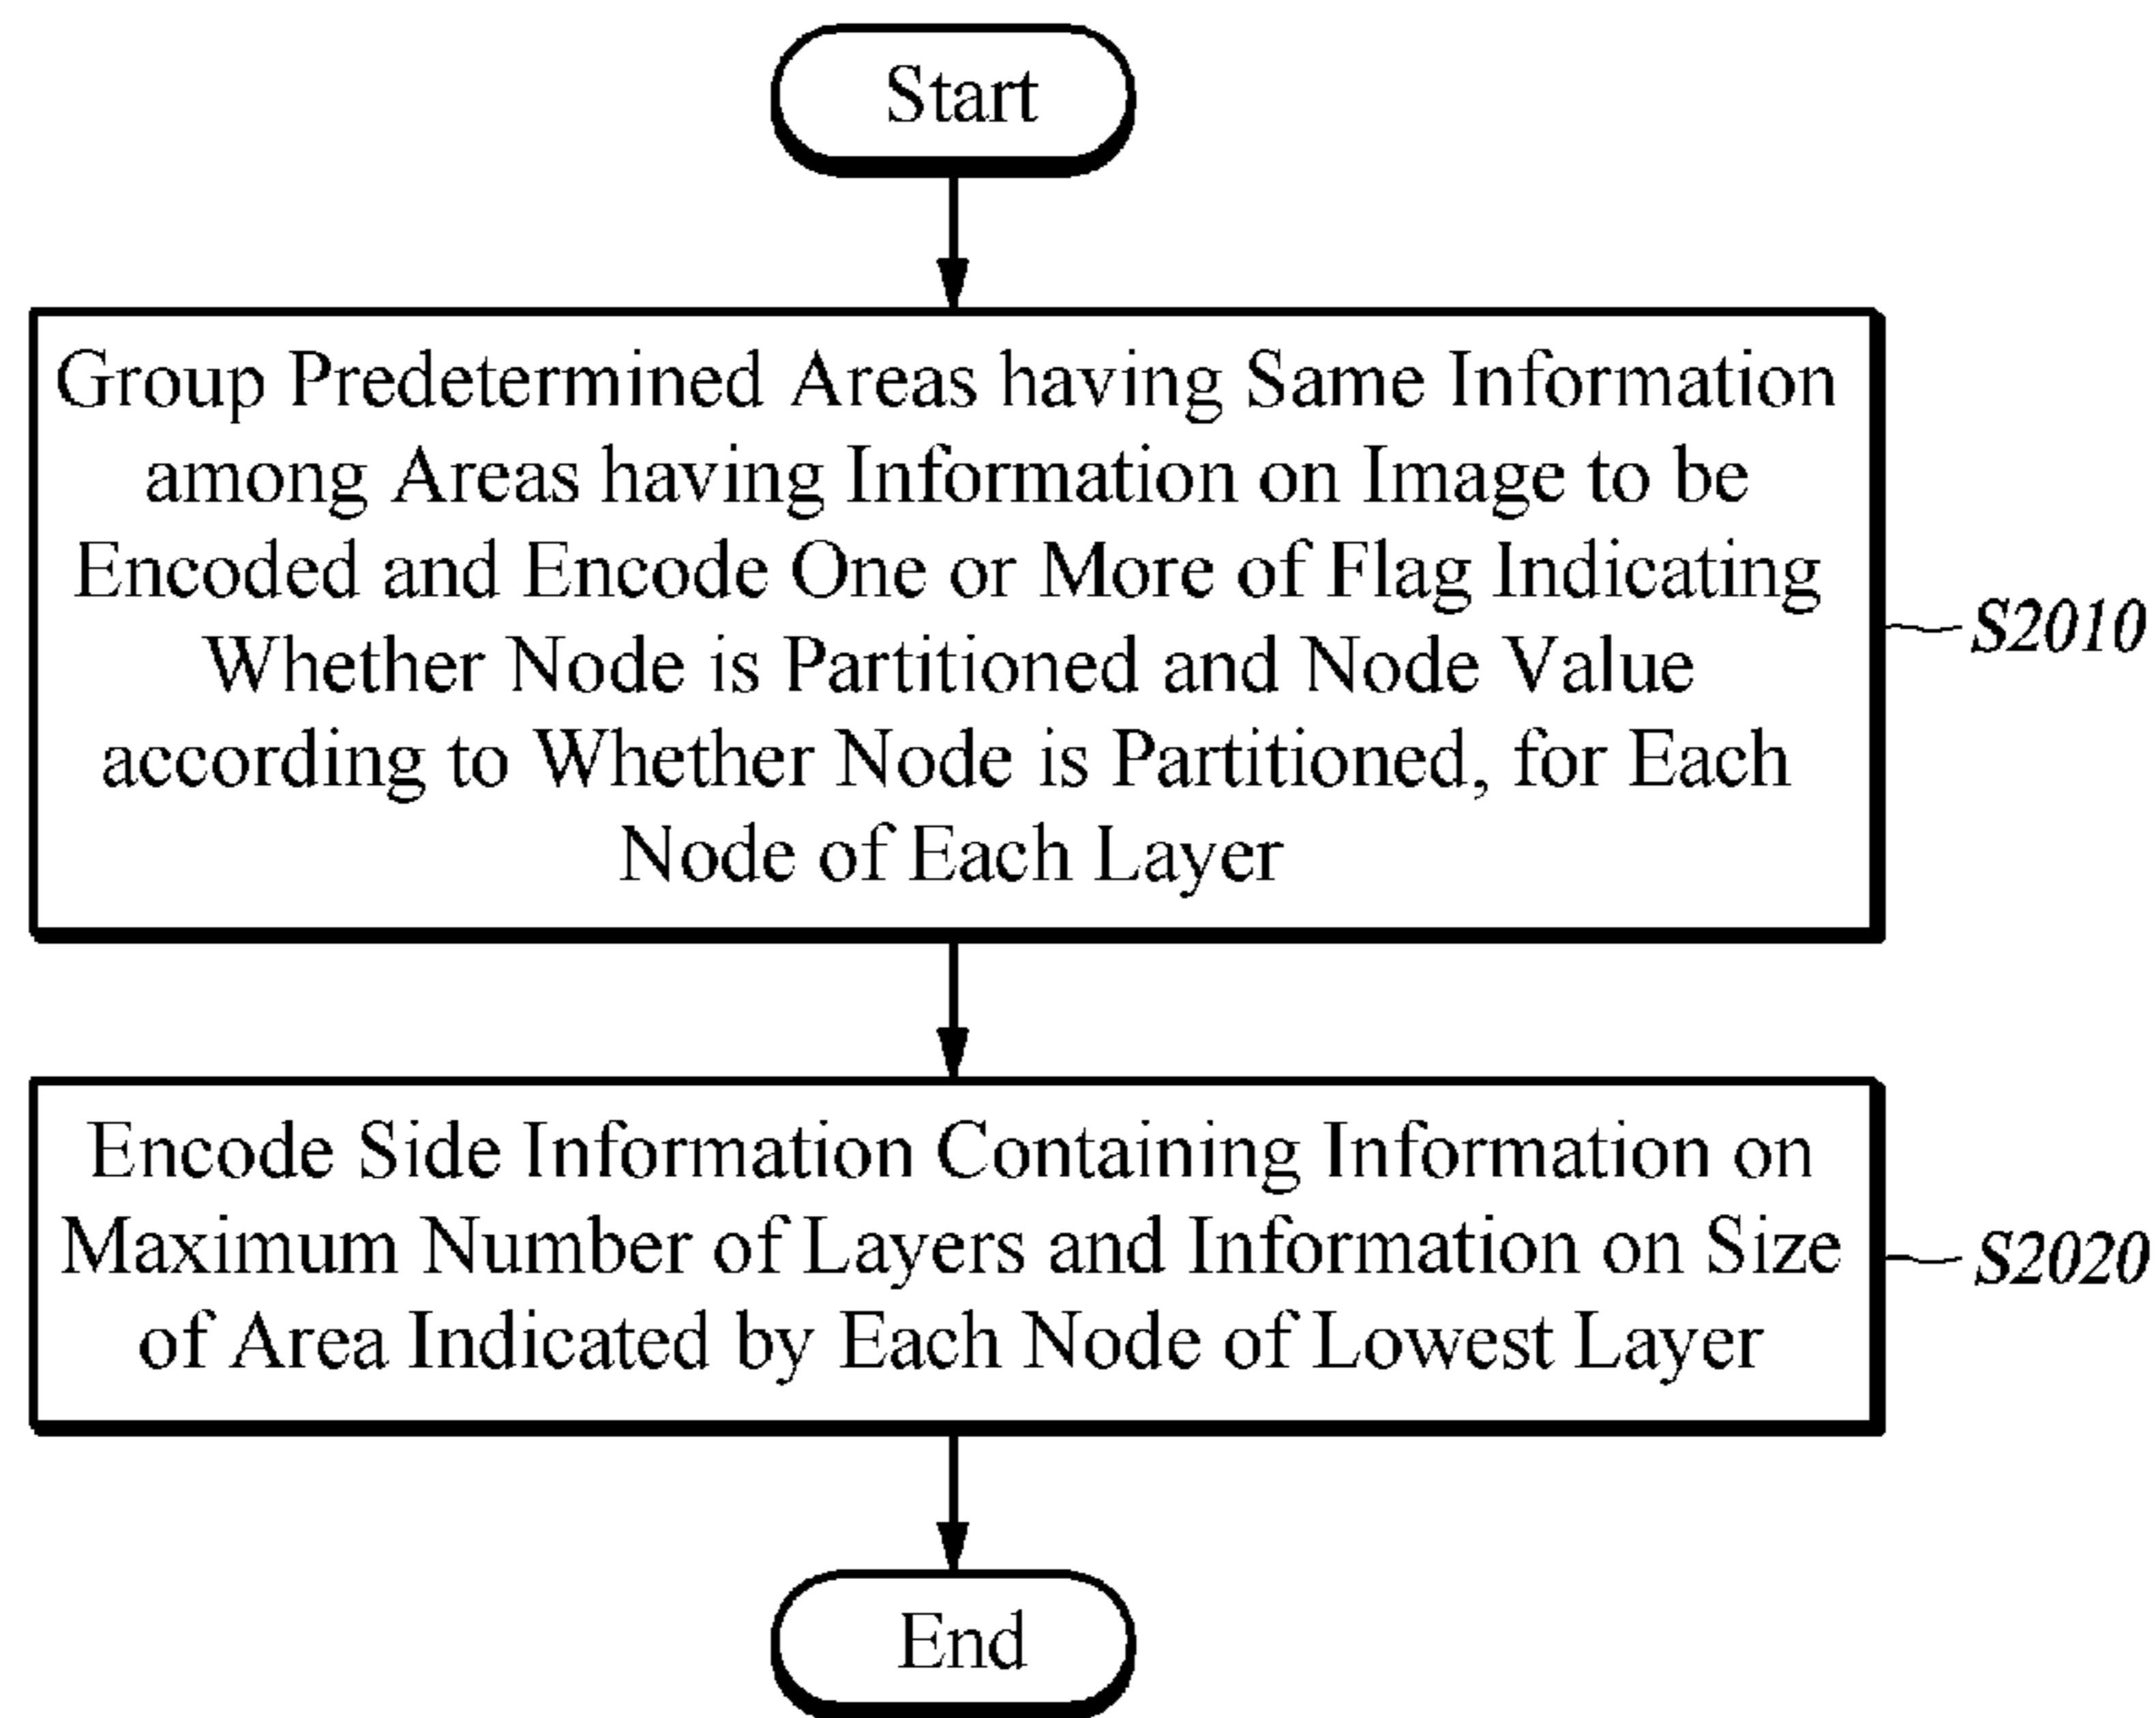 Start
Group Predetermined Areas having Same Information
among Areas having Information on Image to be
Encoded and Encode One or More of Flag Indicating
Whether Node is Partitioned and Node Value
according to Whether Node is Partitioned, for Each
Node of Each Layer
S2010
Encode Side Information Containing Information on
Maximum Number of Layers and Information on Size
of Area Indicated by Each Node of Lowest Layer
S2020
End